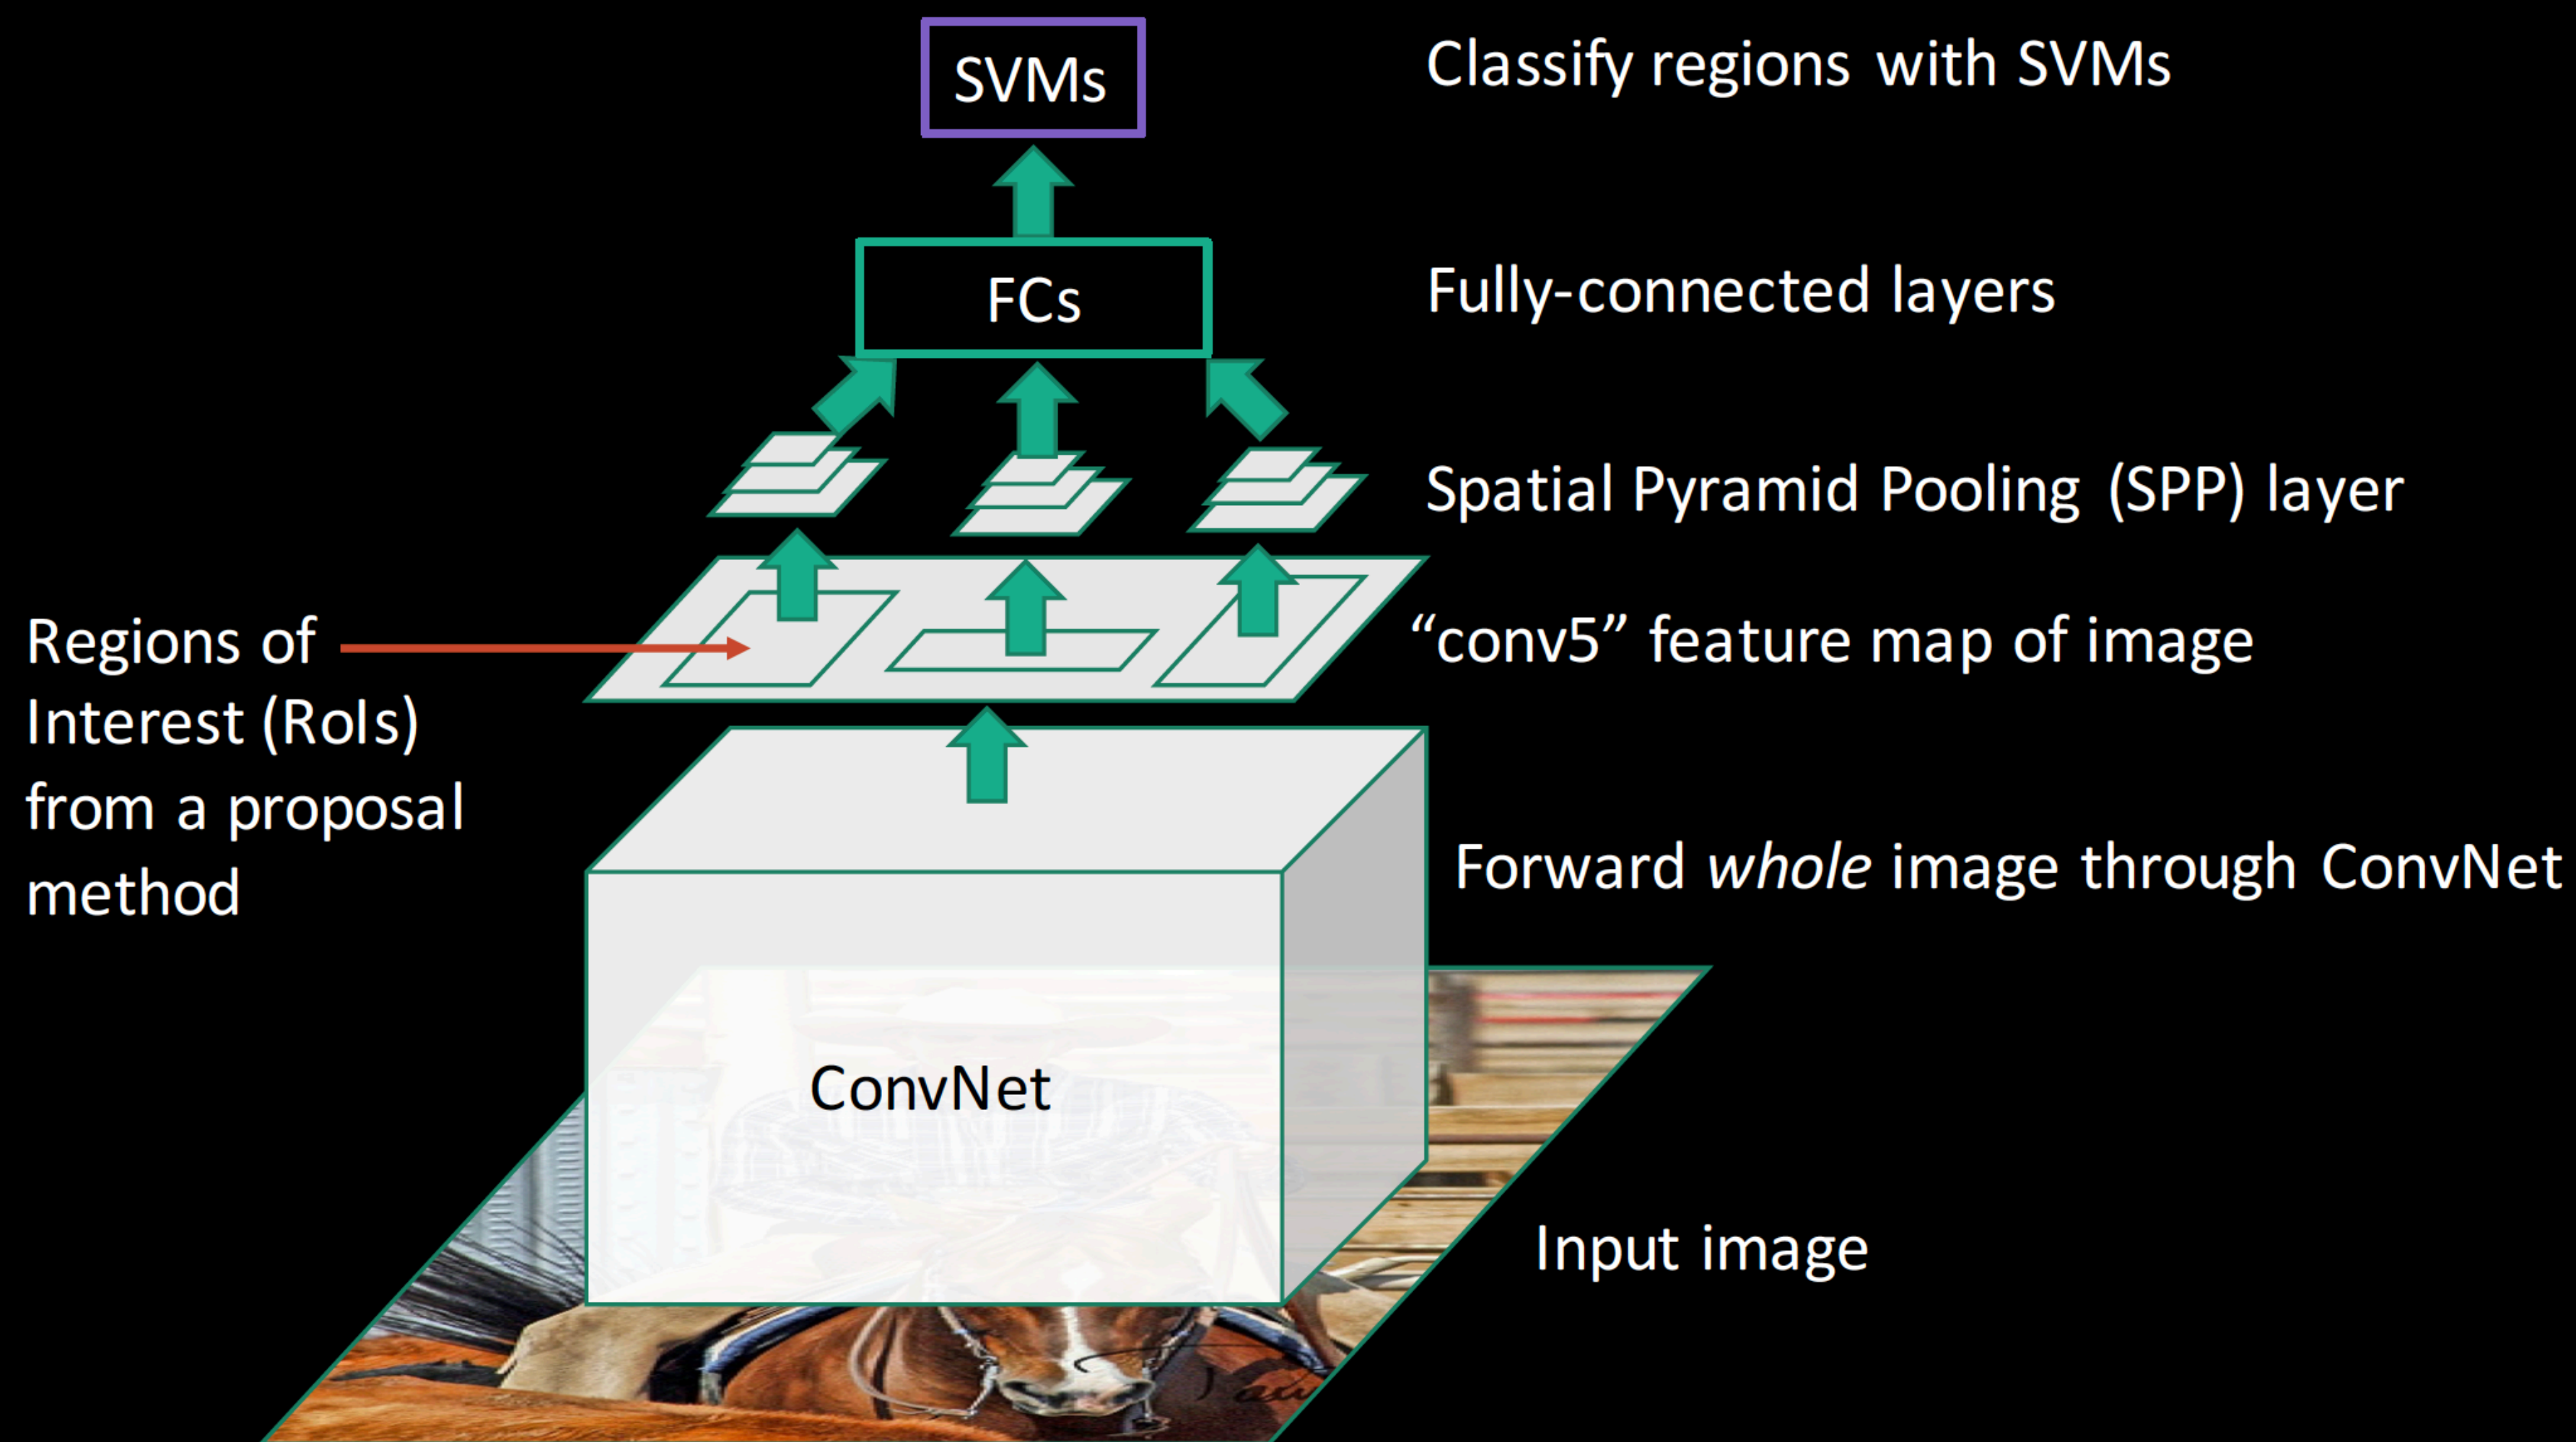 SVMs
Classify regions with SVMs
FCs
Fully-connected layers
Spatial Pyramid Pooling (SPP) layer
Regions of
Interest (RoIs)
from a proposal
method
“conv5” feature map of image
Forward whole image through ConvNet
ConvNet
Input image